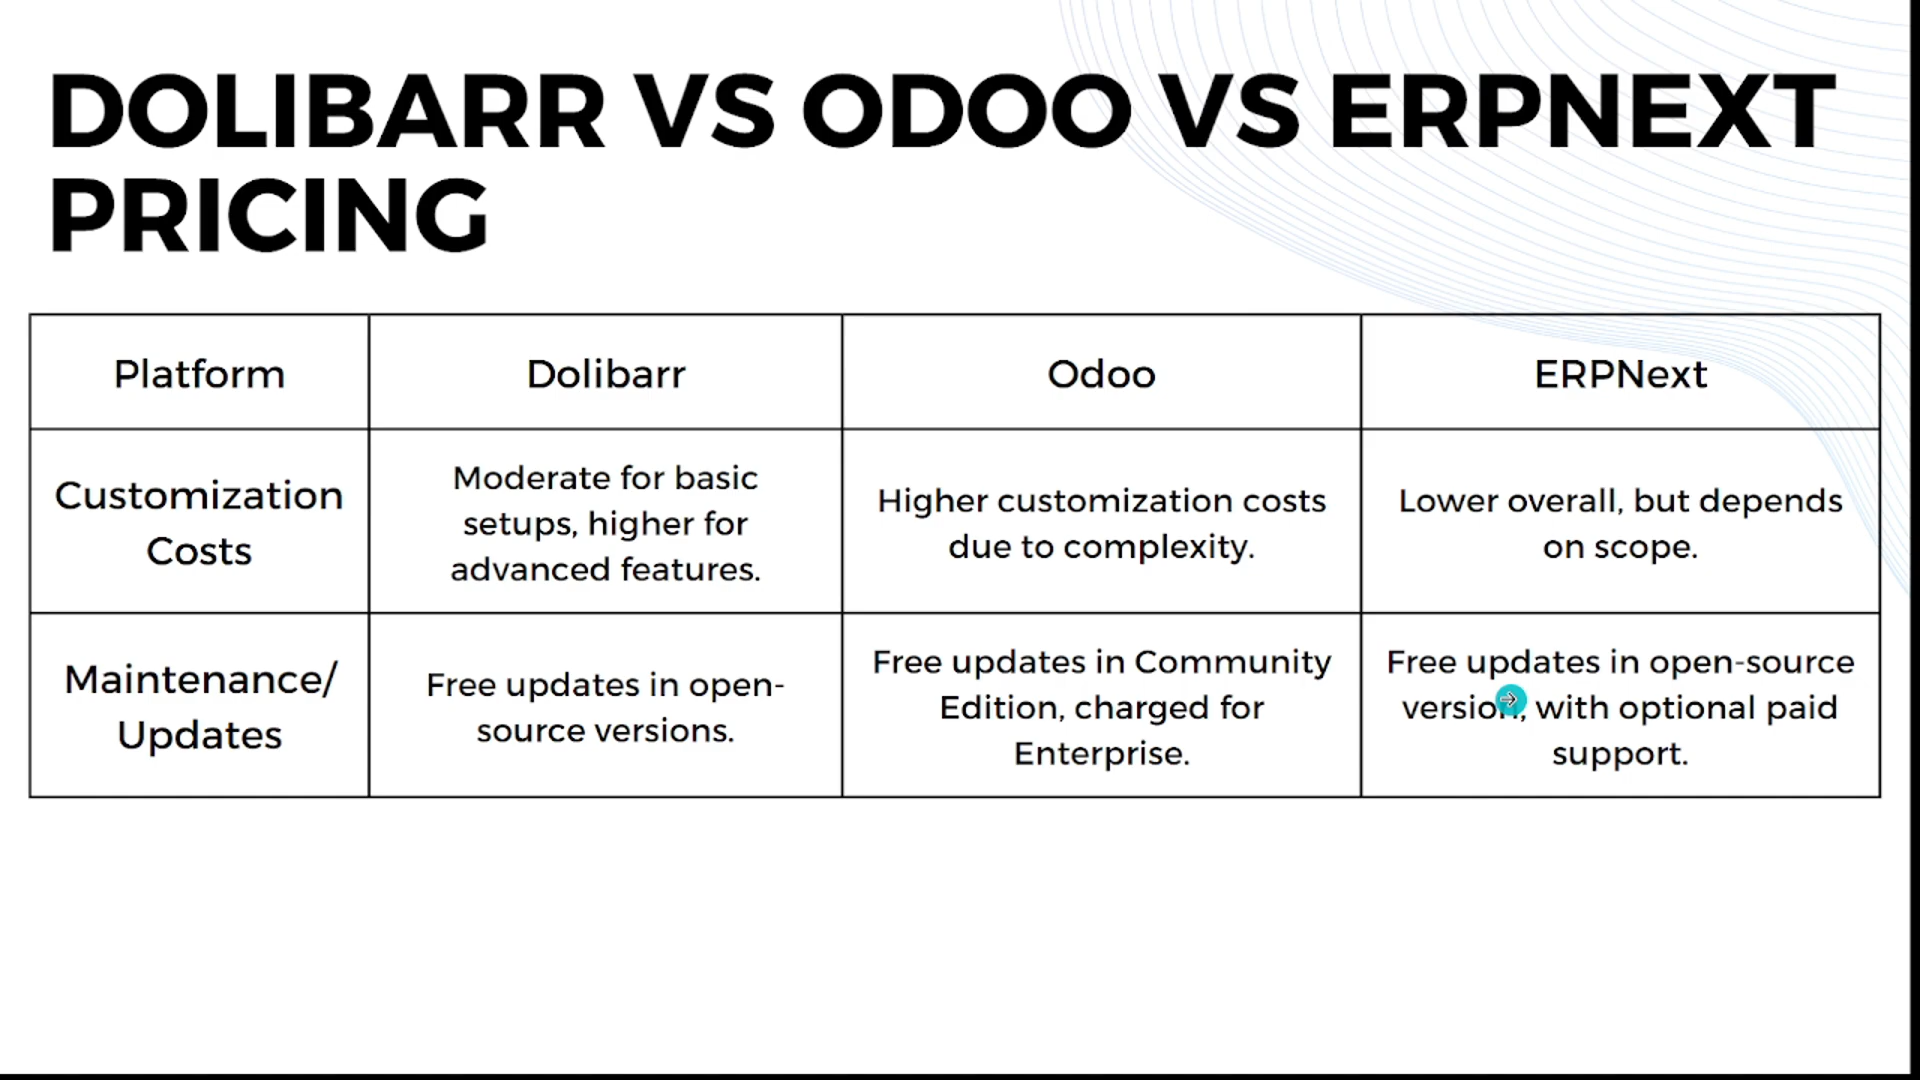 DOLIBARR VS ODOO VS ERPNEXT
PRICING
Platform
Dolibarr
Odoo
ERPNext
Customization
Costs
Moderate for basic
setups, higher for
advanced features.
Higher customization costs
due to complexity.
Lower overall, but depends
on scope.
Maintenance/
Updates
Free updates in open-
source versions.
Free updates in Community
Edition, charged for
Enterprise.
Free updates in open-source
version, with optional paid
support.